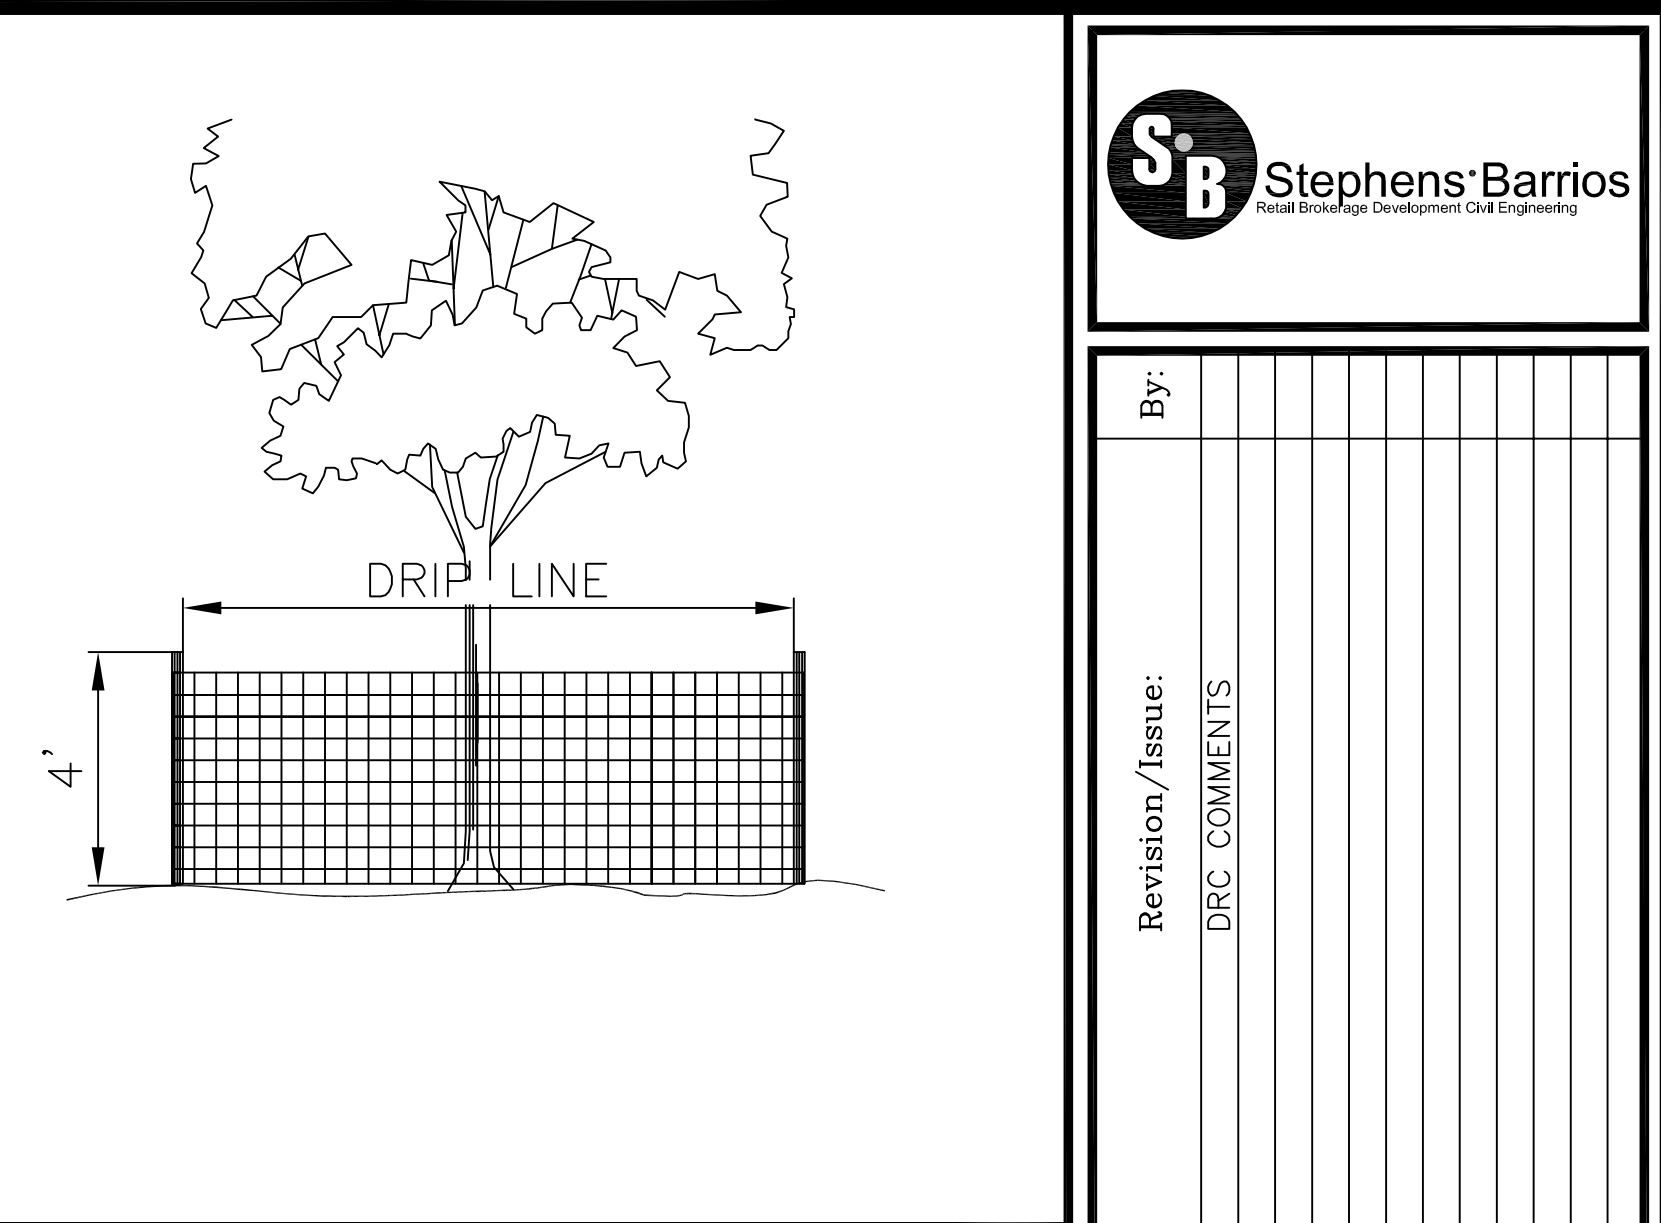 DRIP LINE
4'
S·B
Stephens·Barrios
Retail Brokerage Development Civil Engineering
By:
Revision/Issue:
DRC COMMENTS